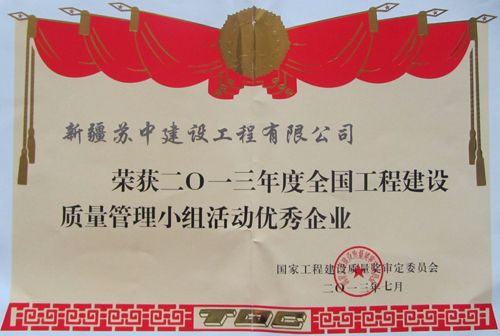 新疆苏中建设工程有限公司
荣获二〇一三年度全国工程建设
质量管理小组活动优秀企业
国家工程建设质量奖审定委员会
二〇一三年七月
TQC